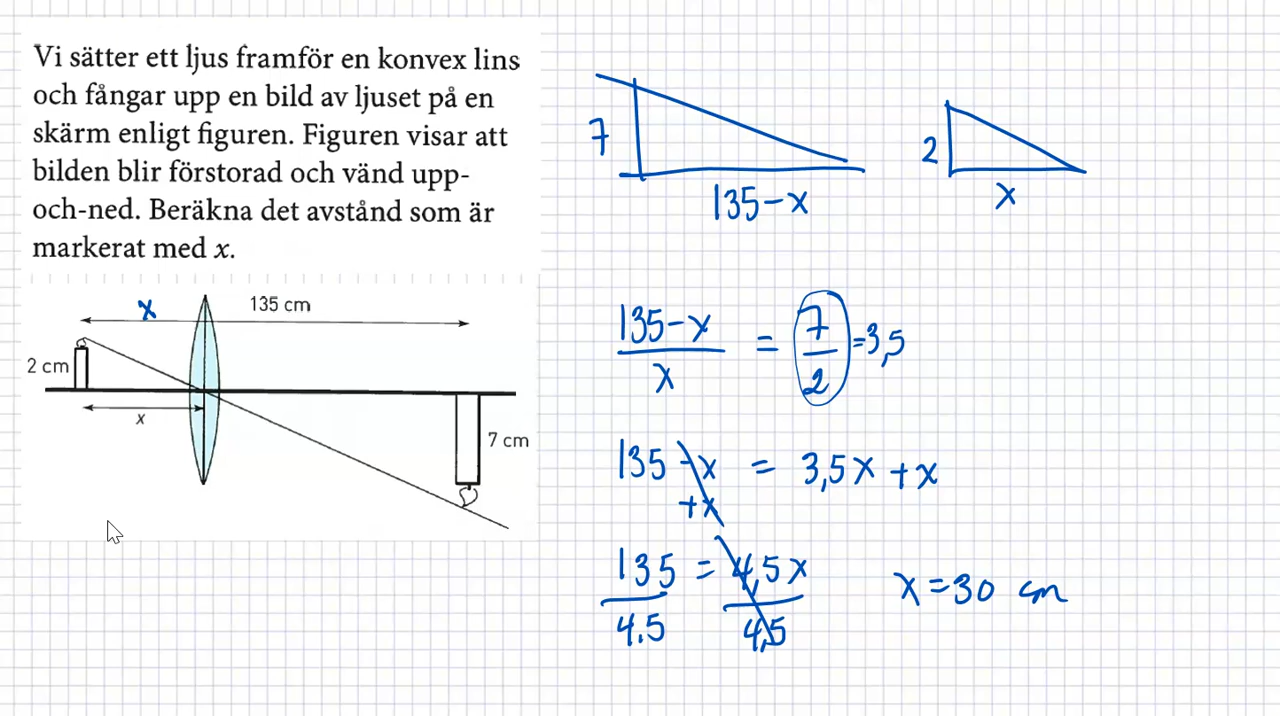 Vi sätter ett ljus framför en konvex lins
och fångar upp en bild av ljuset på en
skärm enligt figuren. Figuren visar att
bilden blir förstorad och vänd upp-
och-ned. Beräkna det avstånd som är
markerat med x.
x
135 cm
2 cm
x
7 cm
7
135-x
2
x
135-x
x
=
7
2
=3,5
135 -x = 3,5x +x
+x
135 = 4,5x
4.5
4,5
x=30 cm